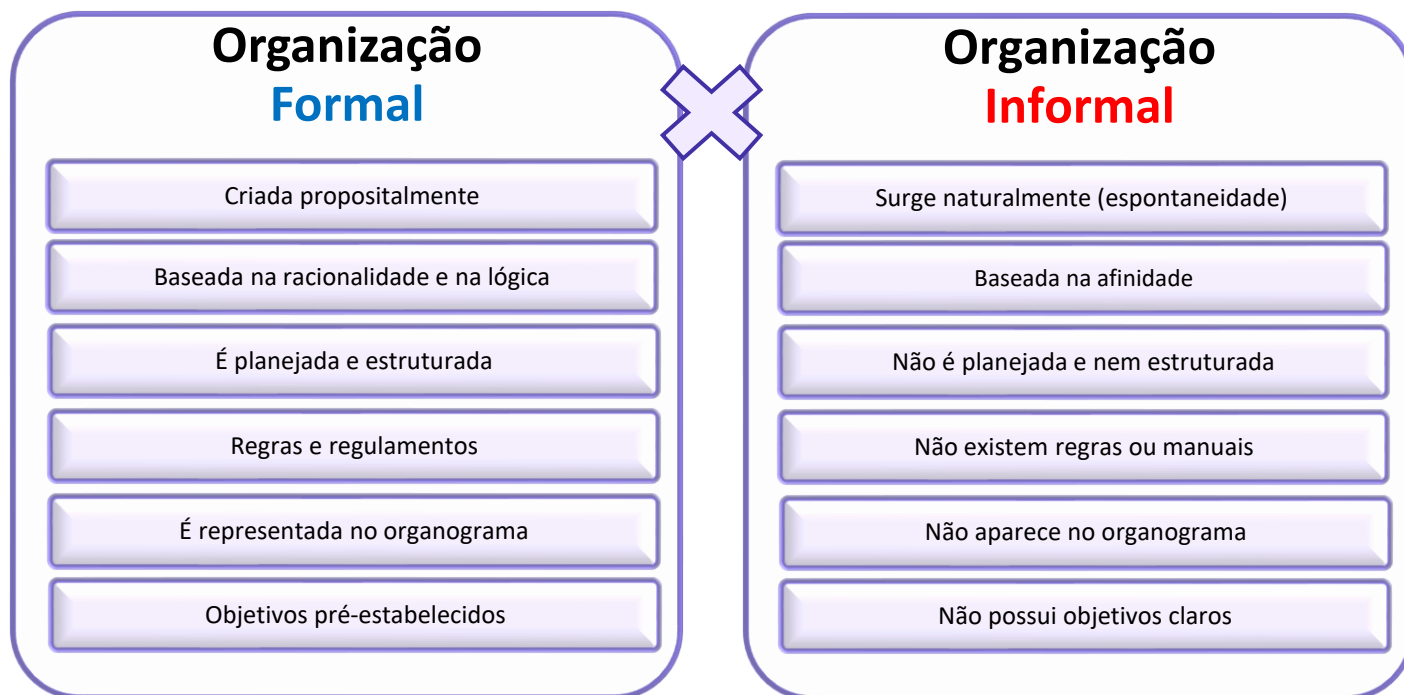 Organização
Formal
Criada propositalmente
Baseada na racionalidade e na lógica
É planejada e estruturada
Regras e regulamentos
É representada no organograma
Objetivos pré-estabelecidos
Organização
Informal
Surge naturalmente (espontaneidade)
Baseada na afinidade
Não é planejada e nem estruturada
Não existem regras ou manuais
Não aparece no organograma
Não possui objetivos claros